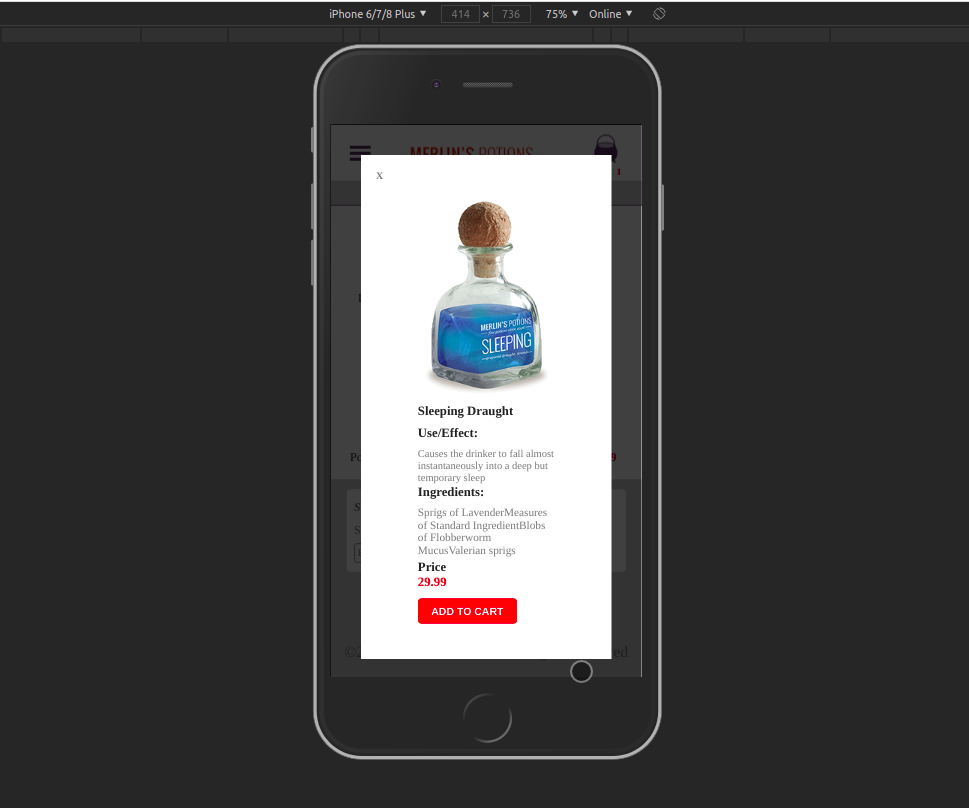 iPhone 6/7/8 Plus ▼ 414 × 736 75% ▼ Online ▼
MERLIN'S POTIONS
1
x
MERLIN'S POTIONS
SLEEPING
Sleeping Draught
Use/Effect:
Causes the drinker to fall almost
instantaneously into a deep but
temporary sleep
Ingredients:
Sprigs of LavenderMeasures
of Standard IngredientBlobs
of Flobberworm
MucusValerian sprigs
Price
29.99
ADD TO CART